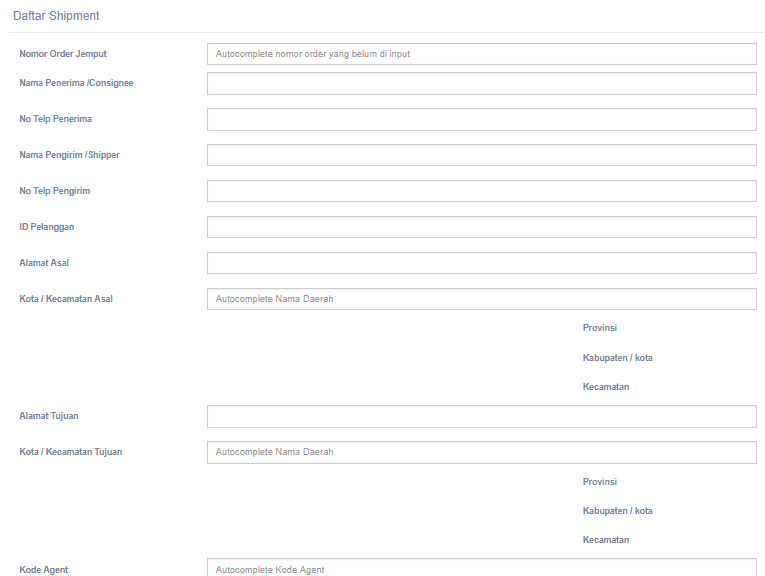 Daftar Shipment
Nomor Order Jemput Autocomplete nomor order yang belum di input
Nama Penerima /Consignee
No Telp Penerima
Nama Pengirim /Shipper
No Telp Pengirim
ID Pelanggan
Alamat Asal
Kota / Kecamatan Asal Autocomplete Nama Daerah
Provinsi
Kabupaten / kota
Kecamatan
Alamat Tujuan
Kota / Kecamatan Tujuan Autocomplete Nama Daerah
Provinsi
Kabupaten / kota
Kecamatan
Kode Agent Autocomplete Kode Agent